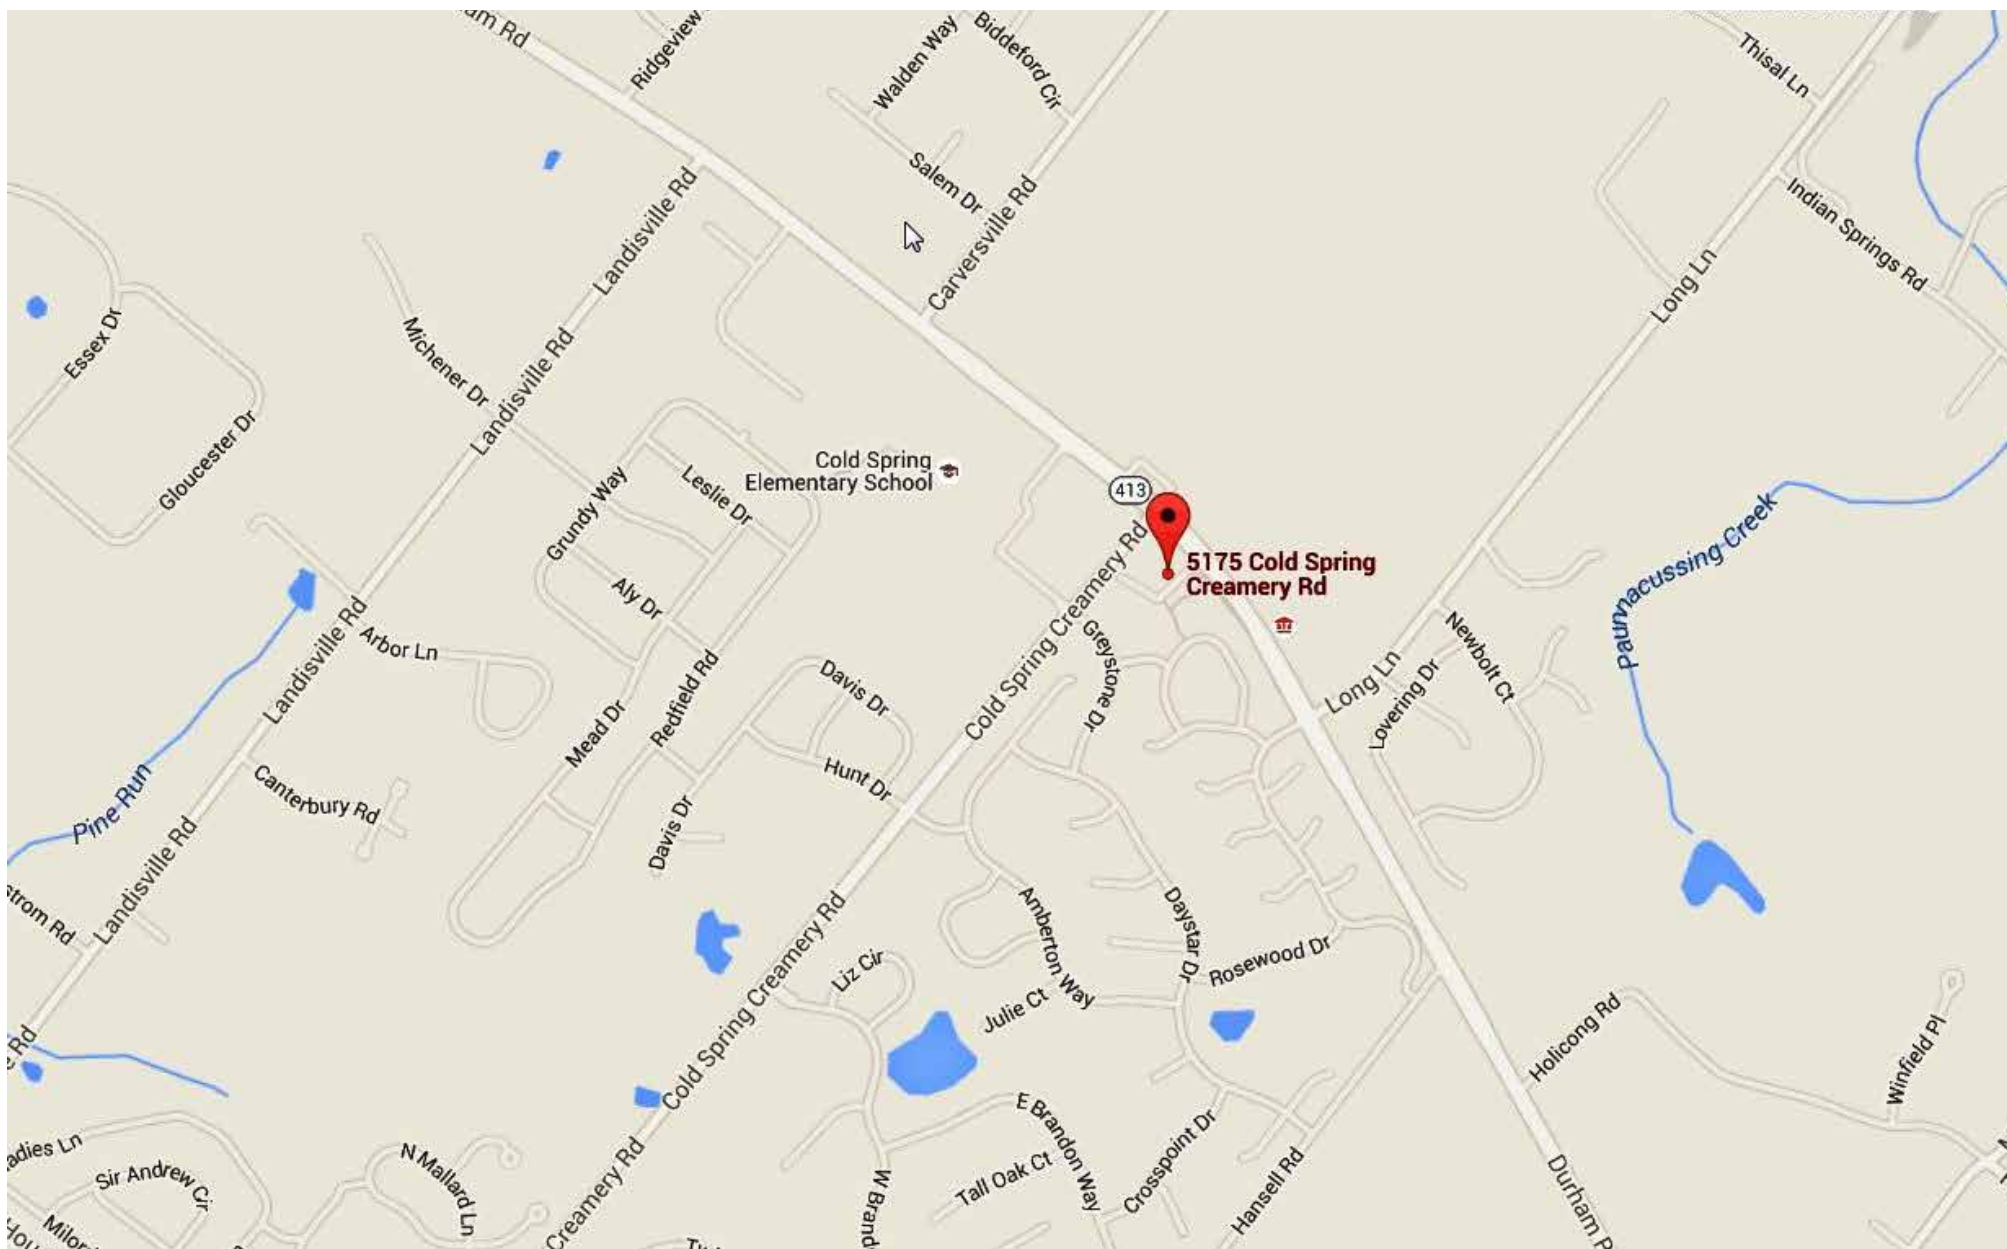 Ridgeview
Walden Way
Biddeford Cir
Thisal Ln
Salem Dr
Landisville Rd
Carversville Rd
Indian Springs Rd
Landisville Rd
Long Ln
Essex Dr
Michener Dr
Landisville Rd
Gloucester Dr
Cold Spring
Elementary School
Leslie Dr
Grundy Way
413
5175 Cold Spring
Creamery Rd
Cold Spring Creamery Rd
Paunnacussing Creek
Aly Dr
Arbor Ln
Landisville Rd
Greystone Dr
Newbolt Ct
Long Ln
Lovering Dr
Davis Dr
Redfield Rd
Mead Dr
Hunt Dr
Canterbury Rd
Pine Run
Davis Dr
Landisville Rd
strom Rd
Amberton Way
Daystar Dr
Rosewood Dr
Cold Spring Creamery Rd
Liz Cir
Julie Ct
Holicong Rd
Winfield Pl
e Rd
E Brandon Way
Crosspoint Dr
Tall Oak Ct
Hansell Rd
Durham
adies Ln
Sir Andrew Cir
N Mallard Ln
Creamery Rd
W Brand
am Rd